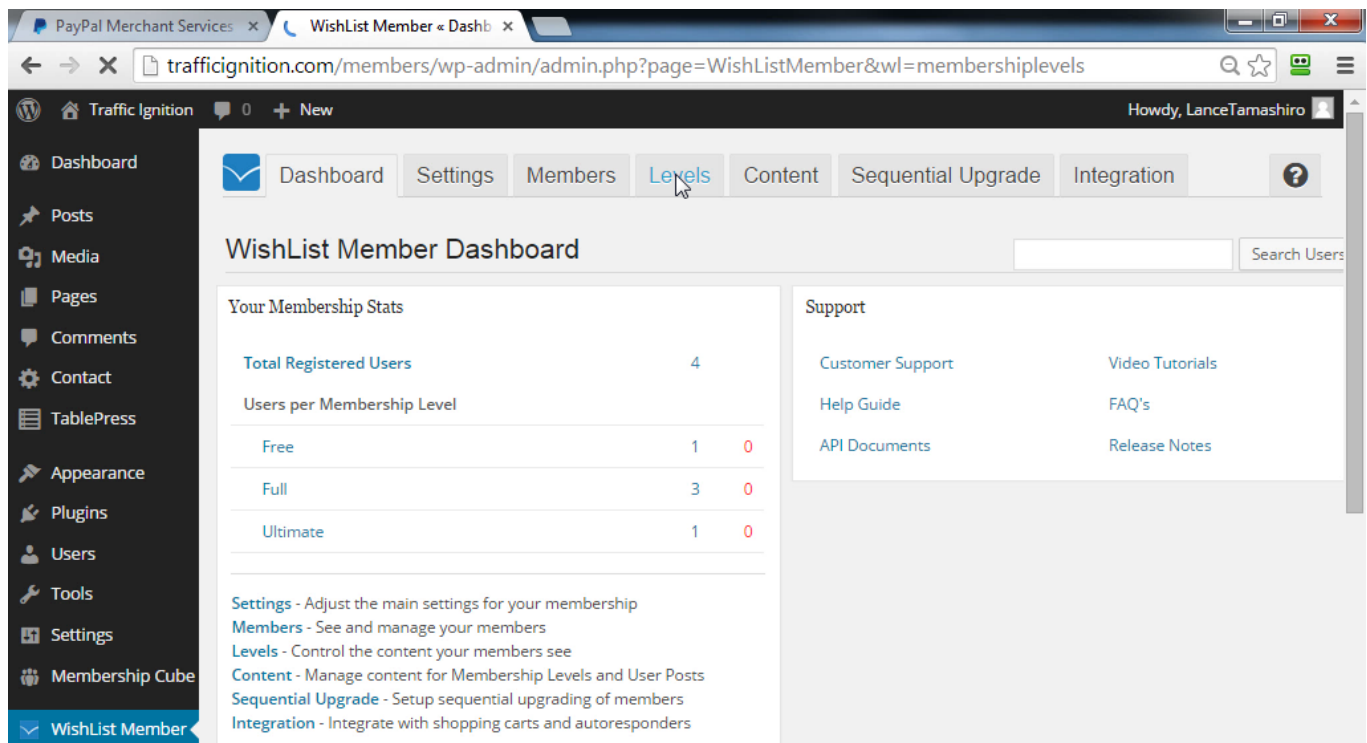 PayPal Merchant Services × WishList Member « Dashb ×
trafficignition.com/members/wp-admin/admin.php?page=WishListMember&wl=membershiplevels
Traffic Ignition 0 + New Howdy, LanceTamashiro
Dashboard
Posts
Media
Pages
Comments
Contact
TablePress
Appearance
Plugins
Users
Tools
Settings
Membership Cube
WishList Member
Dashboard Settings Members Levels Content Sequential Upgrade Integration ?
WishList Member Dashboard Search Users
Your Membership Stats
Total Registered Users 4
Users per Membership Level
Free 1 0
Full 3 0
Ultimate 1 0
Settings - Adjust the main settings for your membership
Members - See and manage your members
Levels - Control the content your members see
Content - Manage content for Membership Levels and User Posts
Sequential Upgrade - Setup sequential upgrading of members
Integration - Integrate with shopping carts and autoresponders
Support
Customer Support Video Tutorials
Help Guide FAQ's
API Documents Release Notes